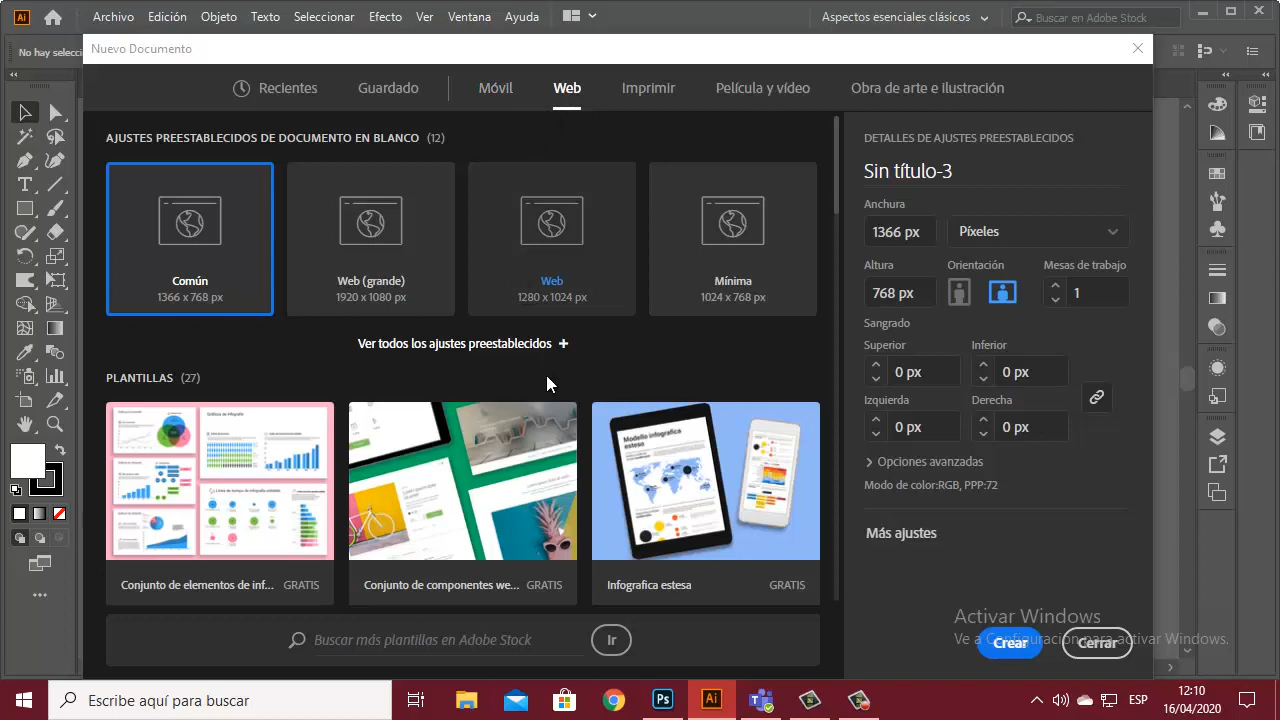 Ai Archivo Edición Objeto Texto Seleccionar Efecto Ver Ventana Ayuda Aspectos esenciales clásicos Buscar en Adobe Stock
No hay selecci
Nuevo Documento
Recientes Guardado Móvil Web Imprimir Película y vídeo Obra de arte e ilustración
AJUSTES PREESTABLECIDOS DE DOCUMENTO EN BLANCO (12)
Común
1366 x 768 px
Web (grande)
1920 x 1080 px
Web
1280 x 1024 px
Mínima
1024 x 768 px
Ver todos los ajustes preestablecidos +
PLANTILLAS (27)
Modello infografica
estesa
Conjunto de elementos de inf... GRATIS
Conjunto de componentes we... GRATIS
Infografica estesa GRATIS
Buscar más plantillas en Adobe Stock Ir
DETALLES DE AJUSTES PREESTABLECIDOS
Sin título-3
Anchura
1366 px Píxeles
Altura Orientación Mesas de trabajo
768 px 1
Sangrado
Superior Inferior
0 px 0 px
Izquierda Derecha
0 px 0 px
Opciones avanzadas
Modo de color:RGB, PPP:72
Más ajustes
Activar Windows
Ve a Configuración para activar Windows.
Crear Cerrar
Escribe aquí para buscar
Ps Ai
ESP
12:10
16/04/2020